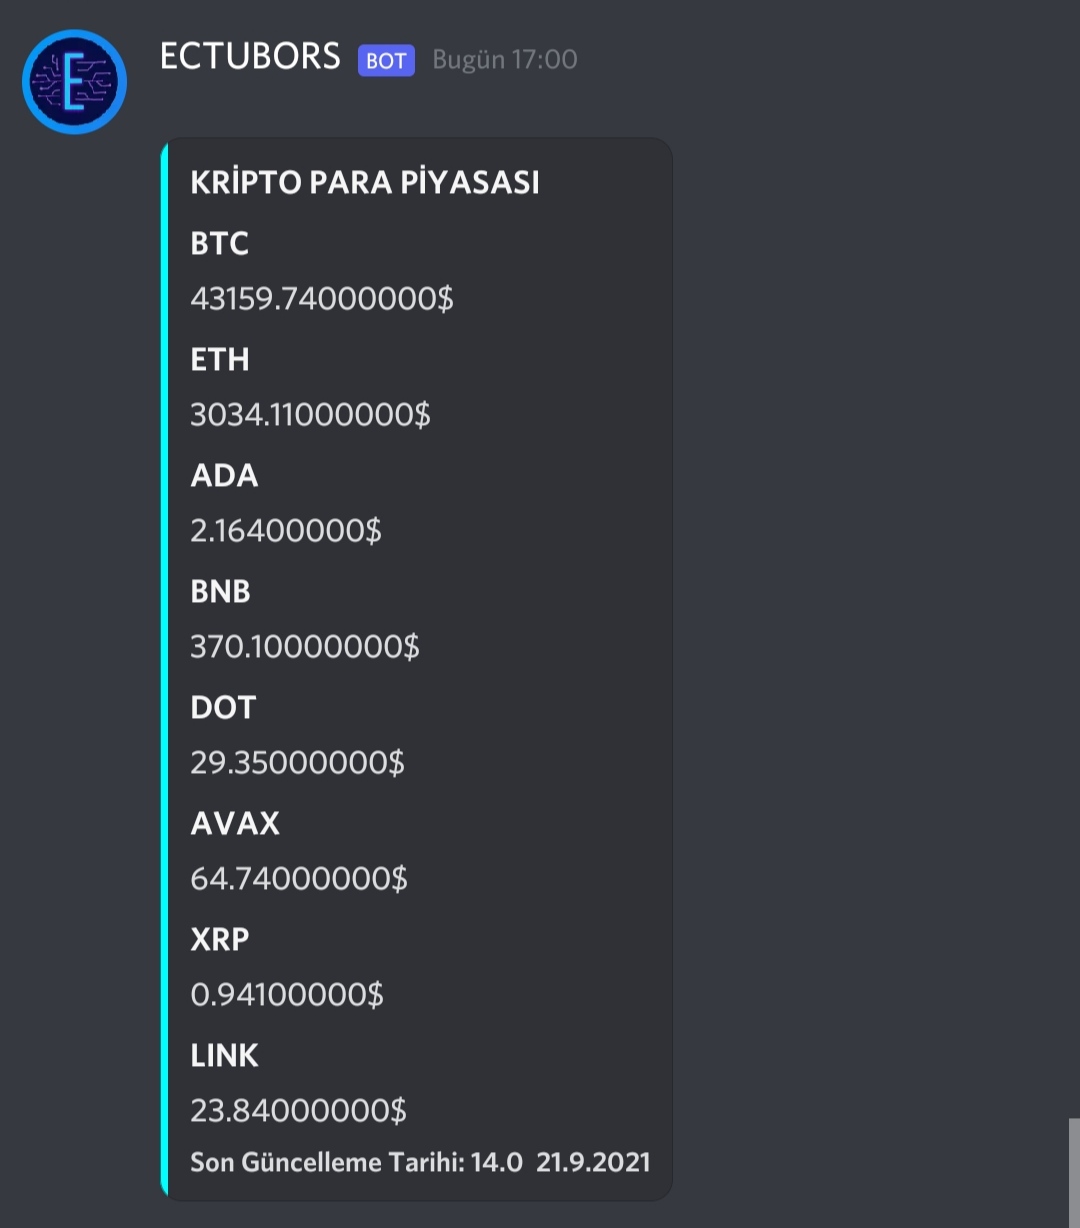 ECTUBORS BOT Bugün 17:00
KRİPTO PARA PİYASASI
BTC
43159.74000000$
ETH
3034.11000000$
ADA
2.16400000$
BNB
370.10000000$
DOT
29.35000000$
AVAX
64.74000000$
XRP
0.94100000$
LINK
23.84000000$
Son Güncelleme Tarihi: 14.0 21.9.2021